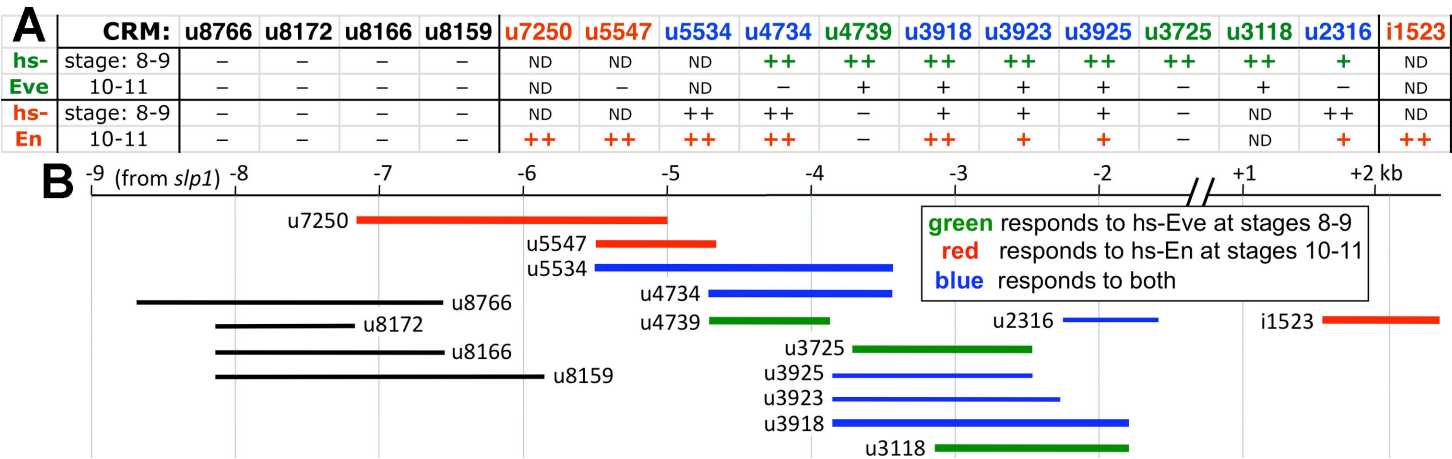 A CRM: u8766 u8172 u8166 u8159 u7250 u5547 u5534 u4734 u4739 u3918 u3923 u3925 u3725 u3118 u2316 i1523
hs- stage: 8-9 – – – – ND ND ND ++ ++ ++ ++ ++ ++ ++ + ND
Eve 10-11 – – – – ND – ND – + + + + – + – ND
hs- stage: 8-9 – – – – ND ND ++ ++ – + + + – ND ++ ND
En 10-11 – – – – ++ ++ ++ ++ – ++ + + – ND + ++
B -9 (from slp1) -8 -7 -6 -5 -4 -3 -2 +1 +2 kb
u7250
green responds to hs-Eve at stages 8-9
u5547
red responds to hs-En at stages 10-11
u5534
blue responds to both
u4734
u8766
u4739
u2316
i1523
u8172
u3725
u8166
u3925
u8159
u3923
u3918
u3118